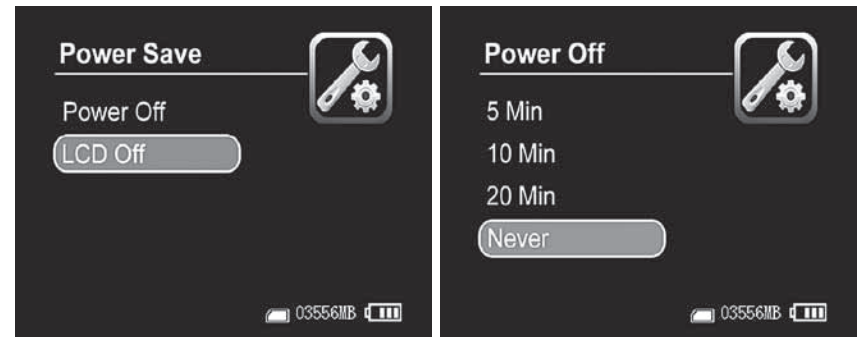 Power Save
Power Off
LCD Off
03556MB
Power Off
5 Min
10 Min
20 Min
Never
03556MB